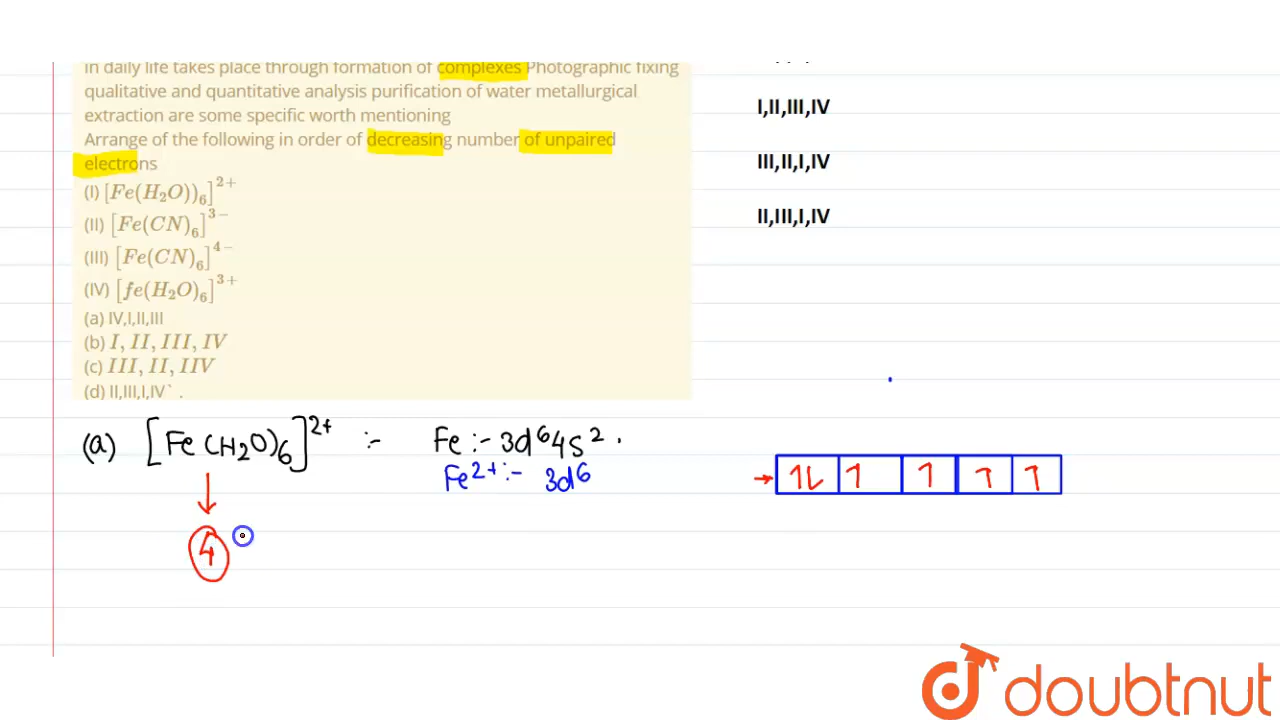 in daily life takes place through formation of complexes Photographic fixing
qualitative and quantitative analysis purification of water metallurgical
extraction are some specific worth mentioning
Arrange of the following in order of decreasing number of unpaired
electrons
(I) [Fe(H₂O))₆]²⁺
(II) [Fe(CN)₆]³⁻
(III) [Fe(CN)₆]⁴⁻
(IV) [fe(H₂O)₆]³⁺
(a) IV,I,II,III
(b) I, II, III, IV
(c) III, II, IIV
(d) II,III,I,IV` .
I,II,III,IV
III,II,I,IV
II,III,I,IV
(a) [Fe(H₂O)₆]²⁺ :- Fe :- 3d⁶4s².
Fe²⁺ :- 3d⁶
→ 1l 1 1 1 1
4
doubtnut